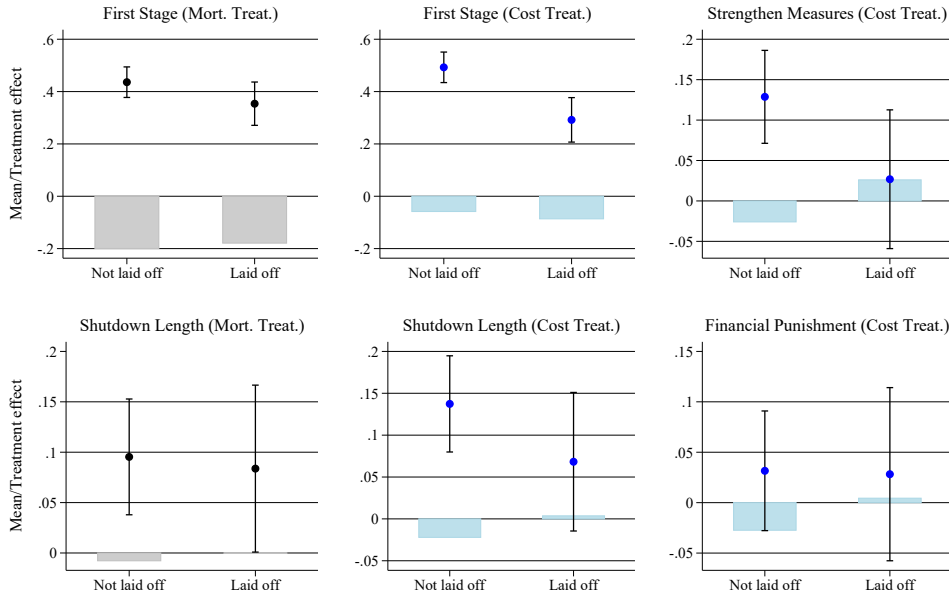 First Stage (Mort. Treat.)
Mean/Treatment effect
.6
.4
.2
0
-.2
Not laid off
Laid off
First Stage (Cost Treat.)
.6
.4
.2
0
-.2
Not laid off
Laid off
Strengthen Measures (Cost Treat.)
.2
.15
.1
.05
0
-.05
Not laid off
Laid off
Shutdown Length (Mort. Treat.)
Mean/Treatment effect
.2
.15
.1
.05
0
Not laid off
Laid off
Shutdown Length (Cost Treat.)
.2
.15
.1
.05
0
-.05
Not laid off
Laid off
Financial Punishment (Cost Treat.)
.15
.1
.05
0
-.05
Not laid off
Laid off